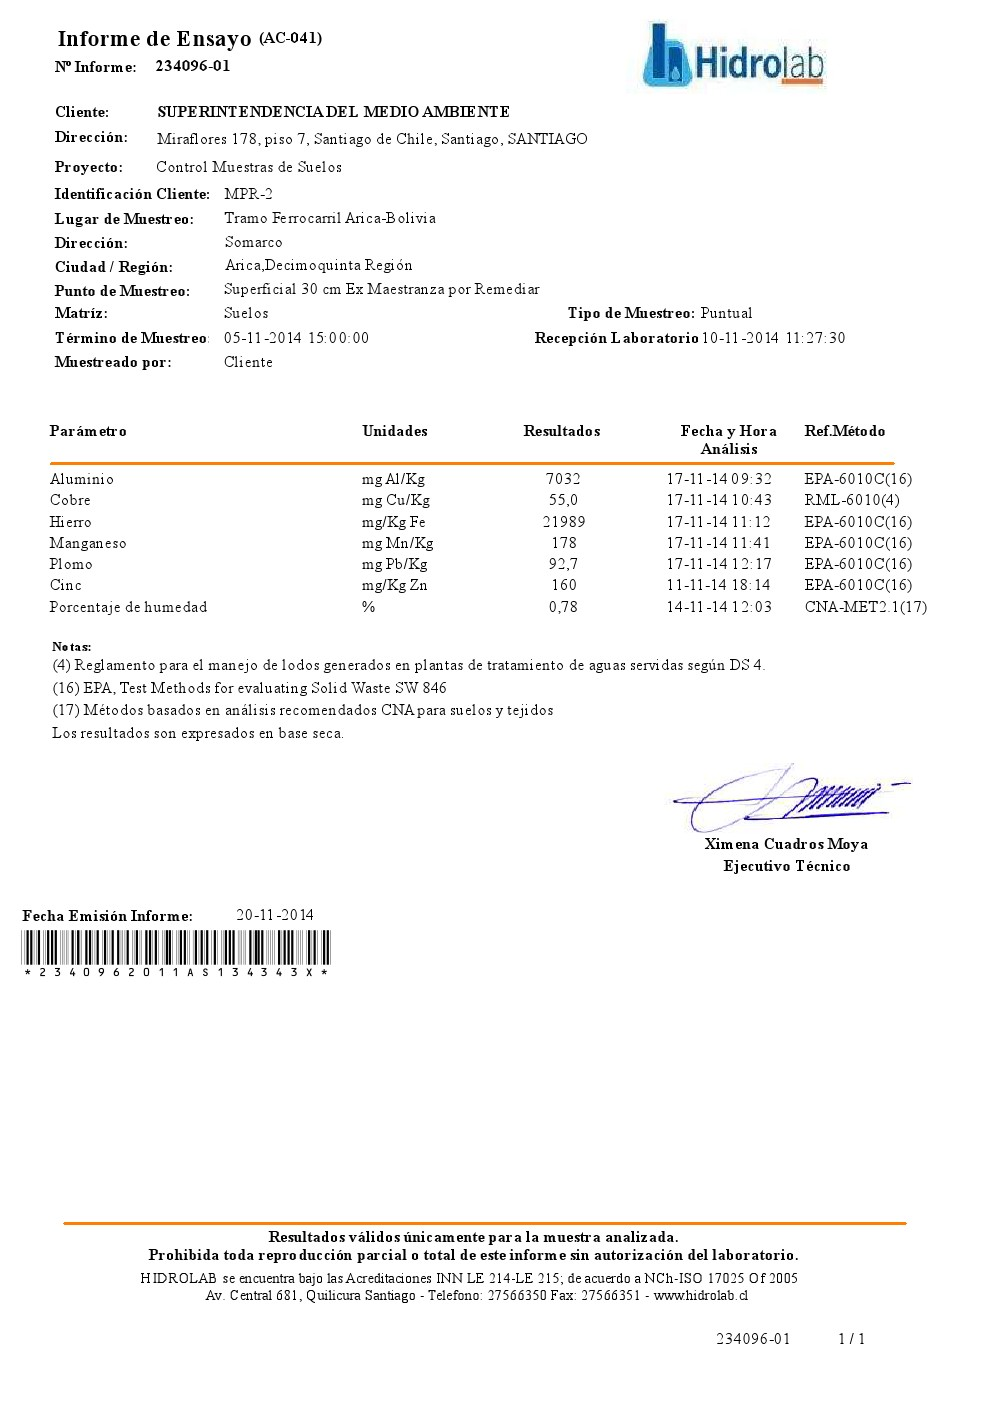 Informe de Ensayo (AC-041)
Nº Informe: 234096-01
Hidrolab
Cliente: SUPERINTENDENCIA DEL MEDIO AMBIENTE
Dirección: Miraflores 178, piso 7, Santiago de Chile, Santiago, SANTIAGO
Proyecto: Control Muestras de Suelos
Identificación Cliente: MPR-2
Lugar de Muestreo: Tramo Ferrocarril Arica-Bolivia
Dirección: Somarco
Ciudad / Región: Arica,Decimoquinta Región
Punto de Muestreo: Superficial 30 cm Ex Maestranza por Remediar
Matríz: Suelos Tipo de Muestreo: Puntual
Término de Muestreo: 05-11-2014 15:00:00 Recepción Laboratorio 10-11-2014 11:27:30
Muestreado por: Cliente
Parámetro Unidades Resultados Fecha y Hora Análisis Ref.Método
Aluminio mg Al/Kg 7032 17-11-14 09:32 EPA-6010C(16)
Cobre mg Cu/Kg 55,0 17-11-14 10:43 RML-6010(4)
Hierro mg/Kg Fe 21989 17-11-14 11:12 EPA-6010C(16)
Manganeso mg Mn/Kg 178 17-11-14 11:41 EPA-6010C(16)
Plomo mg Pb/Kg 92,7 17-11-14 12:17 EPA-6010C(16)
Cinc mg/Kg Zn 160 11-11-14 18:14 EPA-6010C(16)
Porcentaje de humedad % 0,78 14-11-14 12:03 CNA-MET2.1(17)
Notas:
(4) Reglamento para el manejo de lodos generados en plantas de tratamiento de aguas servidas según DS 4.
(16) EPA, Test Methods for evaluating Solid Waste SW 846
(17) Métodos basados en análisis recomendados CNA para suelos y tejidos
Los resultados son expresados en base seca.
Ximena Cuadros Moya
Ejecutivo Técnico
Fecha Emisión Informe: 20-11-2014
*2340962011AS134343X*
Resultados válidos únicamente para la muestra analizada.
Prohibida toda reproducción parcial o total de este informe sin autorización del laboratorio.
HIDROLAB se encuentra bajo las Acreditaciones INN LE 214-LE 215; de acuerdo a NCh-ISO 17025 Of 2005
Av. Central 681, Quilicura Santiago - Telefono: 27566350 Fax: 27566351 - www.hidrolab.cl
234096-01 1 / 1